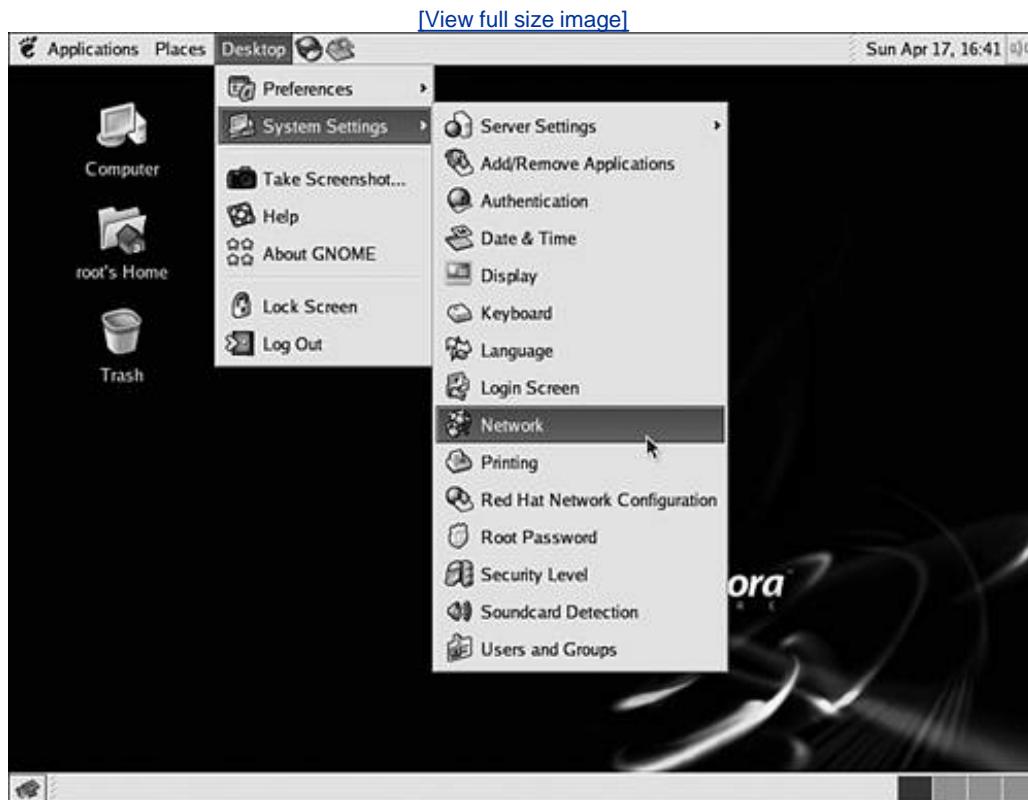 [View full size image]
Applications Places Desktop Sun Apr 17, 16:41
Preferences
System Settings
Take Screenshot...
Help
About GNOME
Lock Screen
Log Out
Server Settings
Add/Remove Applications
Authentication
Date & Time
Display
Keyboard
Language
Login Screen
Network
Printing
Red Hat Network Configuration
Root Password
Security Level
Soundcard Detection
Users and Groups
Computer
root's Home
Trash
ora